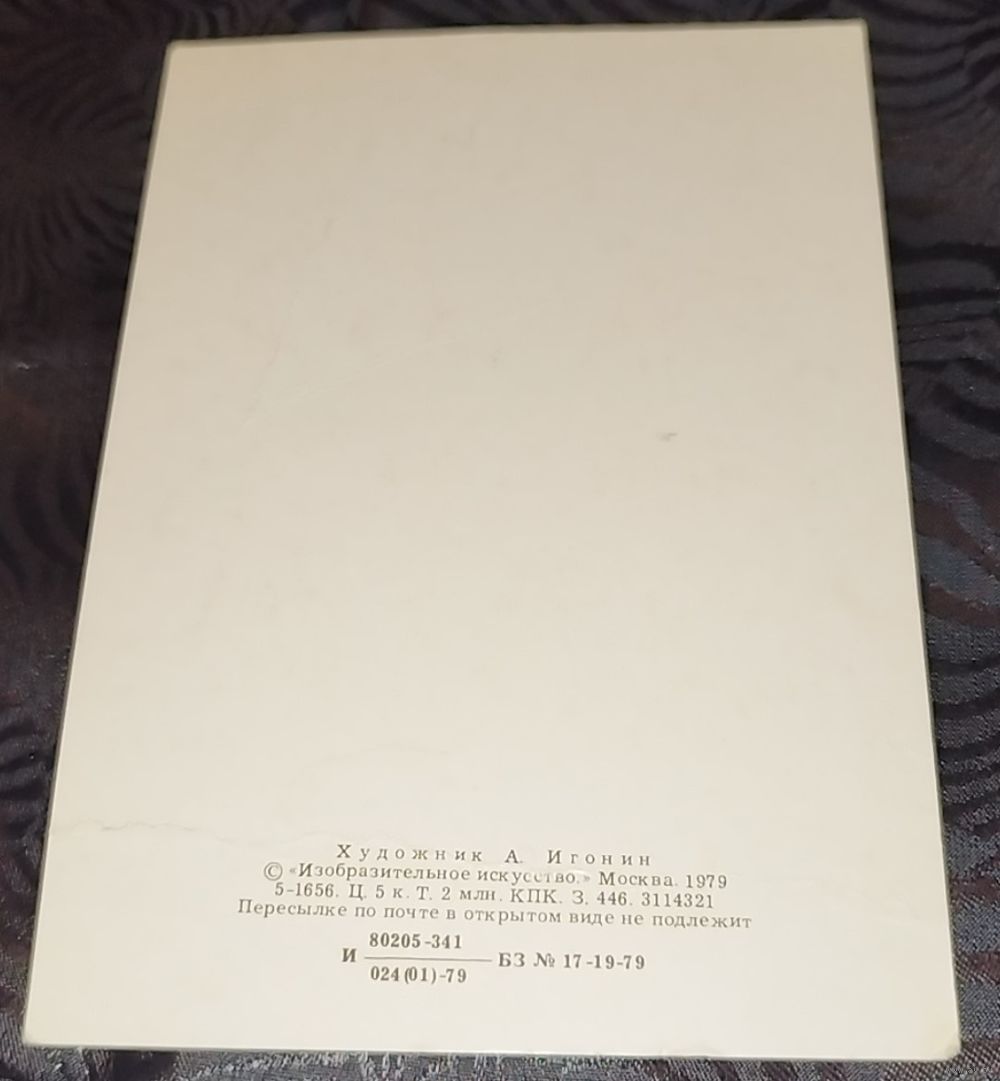 Художник А. Игонин
© «Изобразительное искусство.» Москва. 1979
5-1656. Ц. 5 к. Т. 2 млн. КПК. З. 446. 3114321
Пересылке по почте в открытом виде не подлежит
80205-341
И ——— БЗ № 17-19-79
024(01)-79